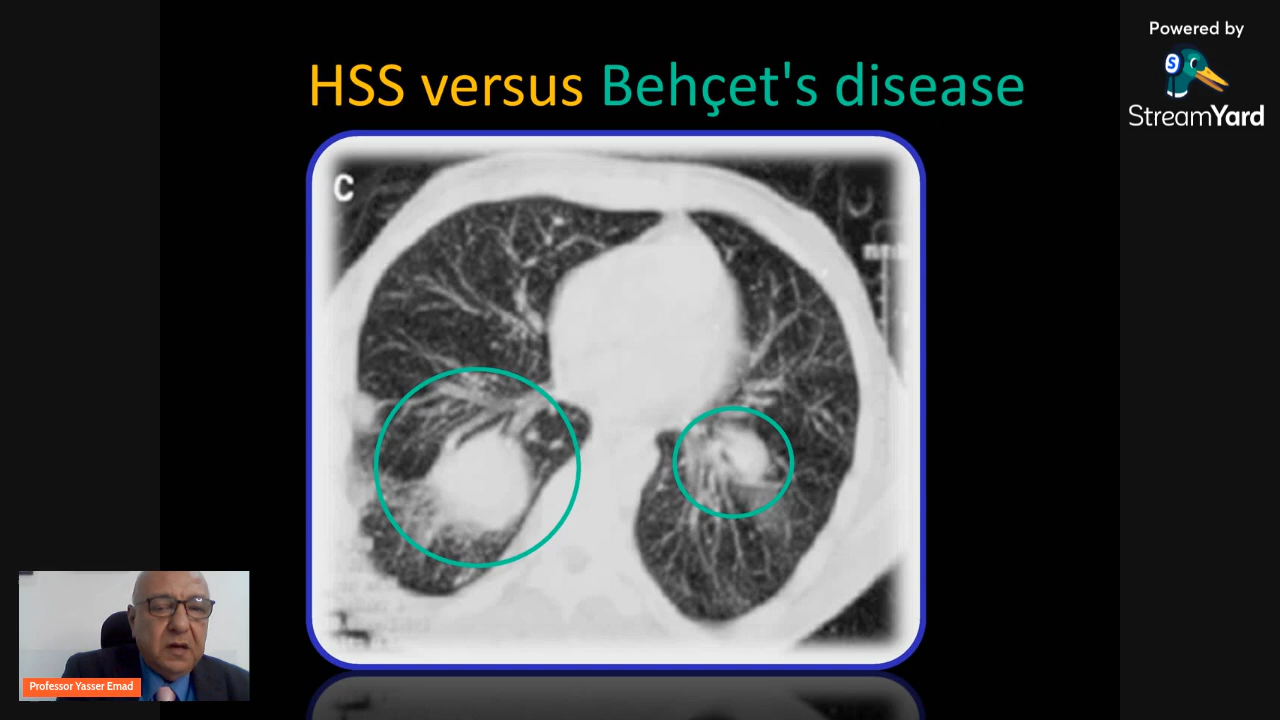 HSS versus Behçet's disease
Powered by
S
StreamYard
C
Professor Yasser Emad